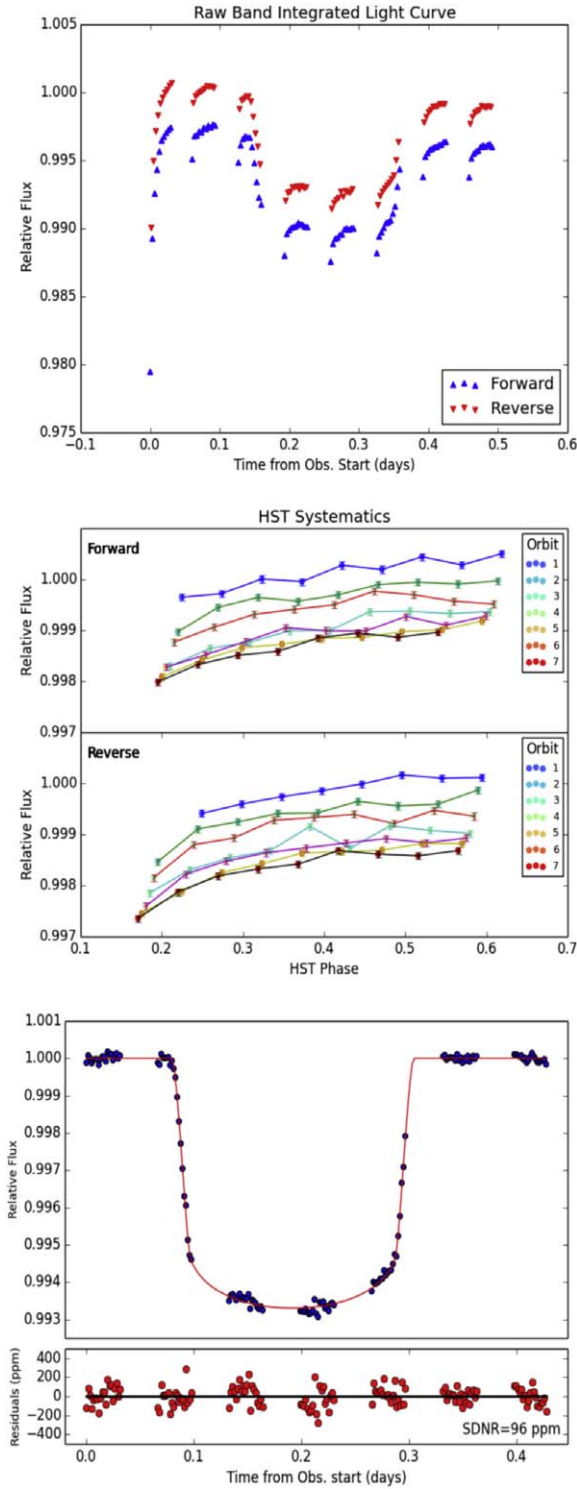 Raw Band Integrated Light Curve
1.005
1.000
0.995
0.990
0.985
0.980
0.975
Relative Flux
Forward
Reverse
−0.1 0.0 0.1 0.2 0.3 0.4 0.5 0.6
Time from Obs. Start (days)
HST Systematics
Forward
1.000
0.999
0.998
0.997
Relative Flux
Orbit
1
2
3
4
5
6
7
Reverse
1.000
0.999
0.998
0.997
Relative Flux
Orbit
1
2
3
4
5
6
7
0.1 0.2 0.3 0.4 0.5 0.6 0.7
HST Phase
1.001
1.000
0.999
0.998
0.997
0.996
0.995
0.994
0.993
Relative Flux
400
200
0
−200
−400
Residuals (ppm)
SDNR=96 ppm
0.0 0.1 0.2 0.3 0.4
Time from Obs. start (days)